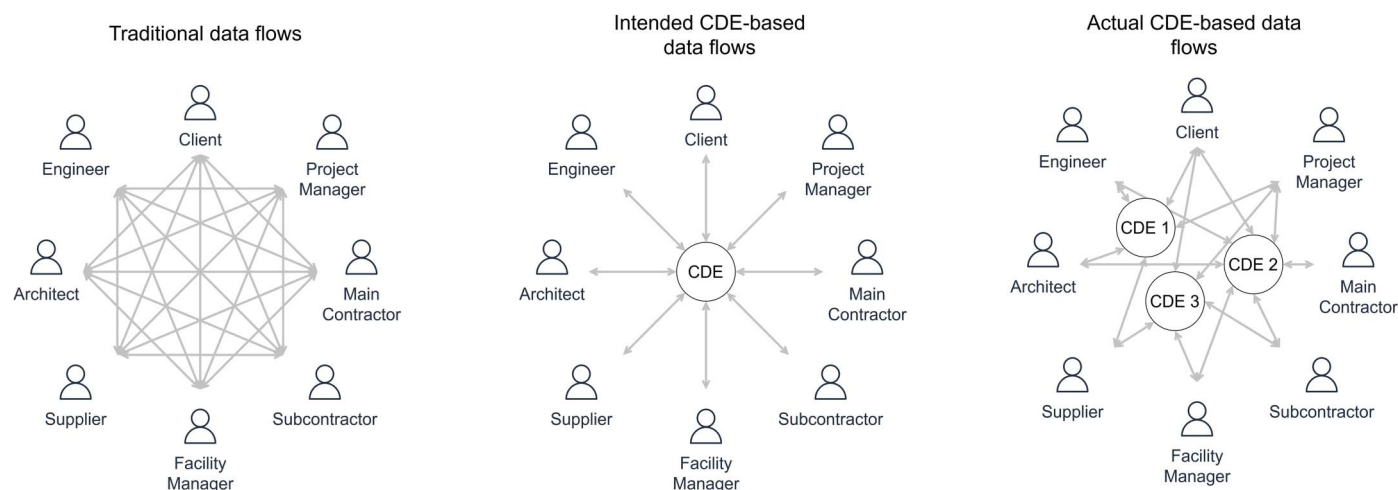 Traditional data flows
Client
Engineer
Project
Manager
Architect
Main
Contractor
Supplier
Subcontractor
Facility
Manager
Intended CDE-based
data flows
Client
Engineer
Project
Manager
CDE
Architect
Main
Contractor
Supplier
Subcontractor
Facility
Manager
Actual CDE-based data
flows
Client
Engineer
Project
Manager
CDE 1
Architect
CDE 2
Main
Contractor
CDE 3
Supplier
Subcontractor
Facility
Manager